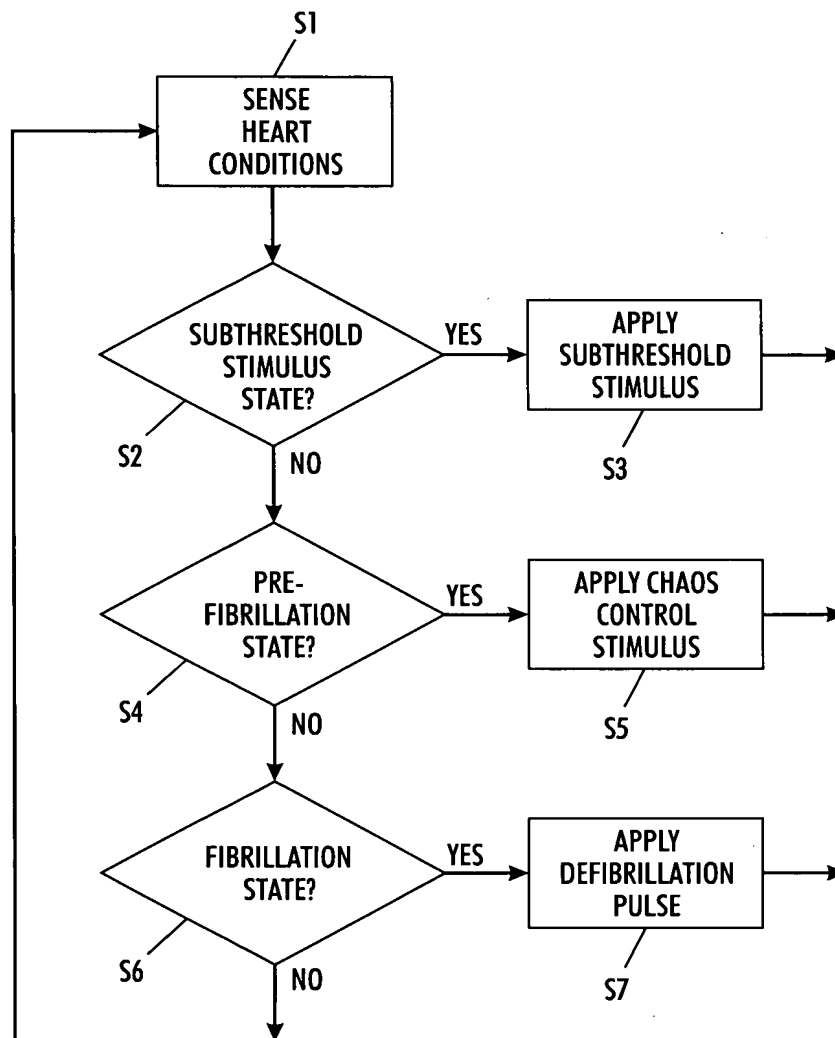 S1
SENSE
HEART
CONDITIONS
SUBTHRESHOLD
STIMULUS
STATE?
YES
APPLY
SUBTHRESHOLD
STIMULUS
S2
NO
S3
PRE-
FIBRILLATION
STATE?
YES
APPLY CHAOS
CONTROL
STIMULUS
S4
NO
S5
FIBRILLATION
STATE?
YES
APPLY
DEFIBRILLATION
PULSE
S6
NO
S7